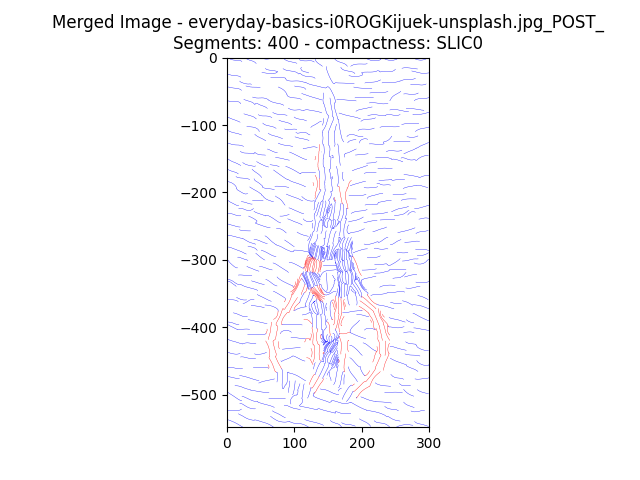 Merged Image - everyday-basics-i0ROGKijuek-unsplash.jpg_POST_
Segments: 400 - compactness: SLIC0
0
−100
−200
−300
−400
−500
0 100 200 300